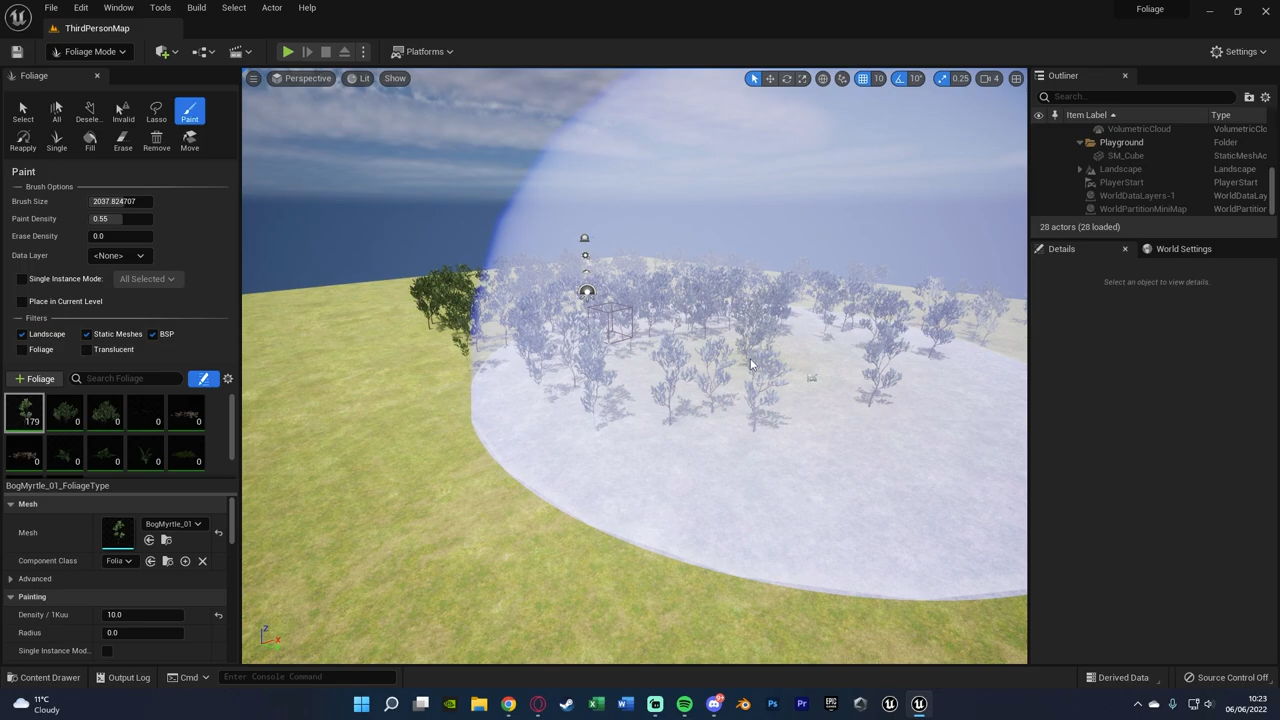 File Edit Window Tools Build Select Actor Help
Foliage
ThirdPersonMap
Foliage Mode
Platforms
Settings
Foliage
Perspective Lit Show
10 10° 0.25 4
Outliner
Search...
Item Label Type
Select All Desele... Invalid Lasso Paint
VolumetricCloud VolumetricClo
Playground Folder
Reapply Single Fill Erase Remove Move
SM_Cube StaticMeshAc
Landscape Landscape
Paint
PlayerStart PlayerStart
Brush Options
WorldDataLayers-1 WorldDataLay
Brush Size 2037.824707
WorldPartitionMiniMap WorldPartition
Paint Density 0.55
28 actors (28 loaded)
Erase Density 0.0
Details World Settings
Data Layer <None>
Select an object to view details.
Single Instance Mode: All Selected
Place in Current Level
Filters
Landscape Static Meshes BSP
Foliage Translucent
+ Foliage Search Foliage
179 0 0 0 0
0 0 0 0 0
BogMyrtle_01_FoliageType
Mesh
Mesh BogMyrtle_01
Component Class Folia
Advanced
Painting
Density / 1Kuu 10.0
Radius 0.0
Single Instance Mod...
Z X
Content Drawer Output Log Cmd Enter Console Command
Derived Data Source Control Off
11°C
Cloudy
10:23
06/06/2022